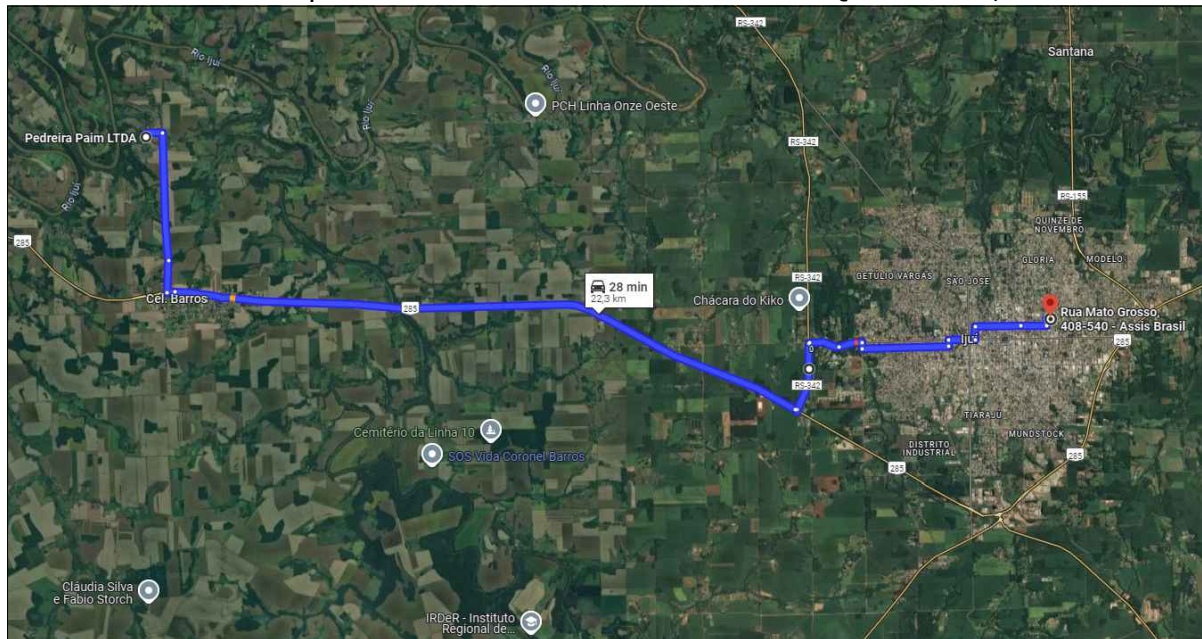 RS-342
Santana
Rio Ijuí
Rio Ijuí
Rio Ijuí
PCH Linha Onze Oeste
Pedreira Paim LTDA
RS-342
Rio Ijuí
RS-155
QUINZE DE
NOVEMBRO
285
GLORIA
MODELO
GETÚLIO VARGAS
SÃO JOSE
RS-342
28 min
22,3 km
Chácara do Kiko
Cel. Barros
285
Rua Mato Grosso,
408-540 - Assis Brasil
Ijuí
285
RS-342
TIARAJU
Cemitério da Linha 10
MUNDSTOCK
DISTRITO
INDUSTRIAL
SOS Vida Coronel Barros
285
285
Cláudia Silva
e Fabio Storch
IRDeR - Instituto
Regional de...